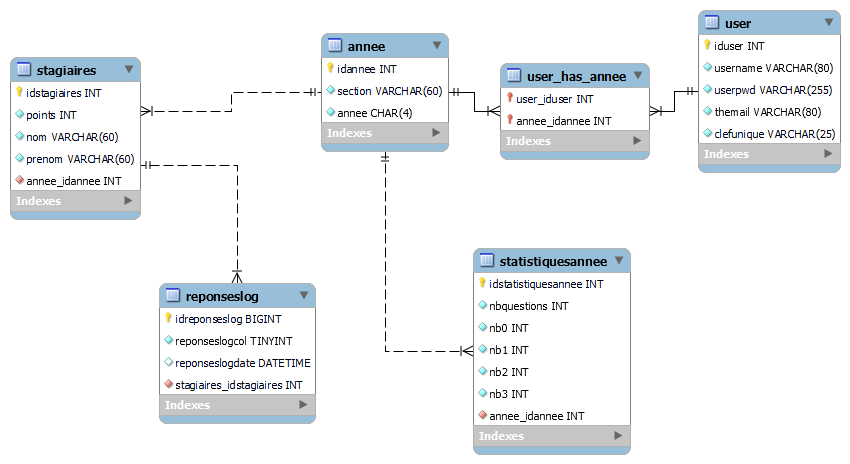 user
iduser INT
username VARCHAR(80)
userpwd VARCHAR(255)
themail VARCHAR(80)
clefunique VARCHAR(25)
Indexes
annee
idannee INT
section VARCHAR(60)
annee CHAR(4)
Indexes
stagiaires
idstagiaires INT
points INT
nom VARCHAR(60)
prenom VARCHAR(60)
annee_idannee INT
Indexes
user_has_annee
user_iduser INT
annee_idannee INT
Indexes
statistiquesannee
idstatistiquesannee INT
nbquestions INT
nb0 INT
nb1 INT
nb2 INT
nb3 INT
annee_idannee INT
Indexes
reponseslog
idreponseslog BIGINT
reponseslogcol TINYINT
reponseslogdate DATETIME
stagiaires_idstagiaires INT
Indexes